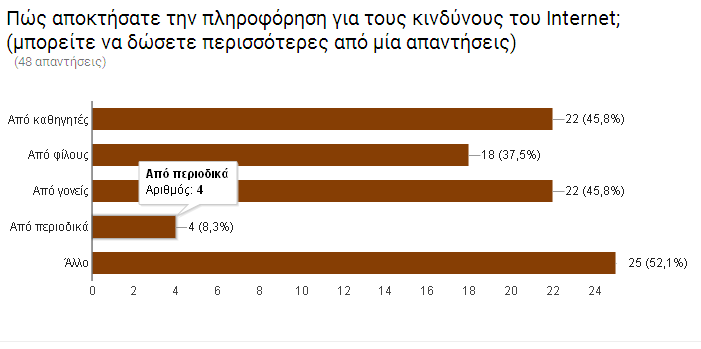 Πώς αποκτήσατε την πληροφόρηση για τους κινδύνους του Internet;
(μπορείτε να δώσετε περισσότερες από μία απαντήσεις)
(48 απαντήσεις)
Από καθηγητές 22 (45,8%)
Από φίλους 18 (37,5%)
Από περιοδικά
Αριθμός: 4
Από γονείς 22 (45,8%)
Από περιοδικά 4 (8,3%)
Άλλο 25 (52,1%)
0 2 4 6 8 10 12 14 16 18 20 22 24